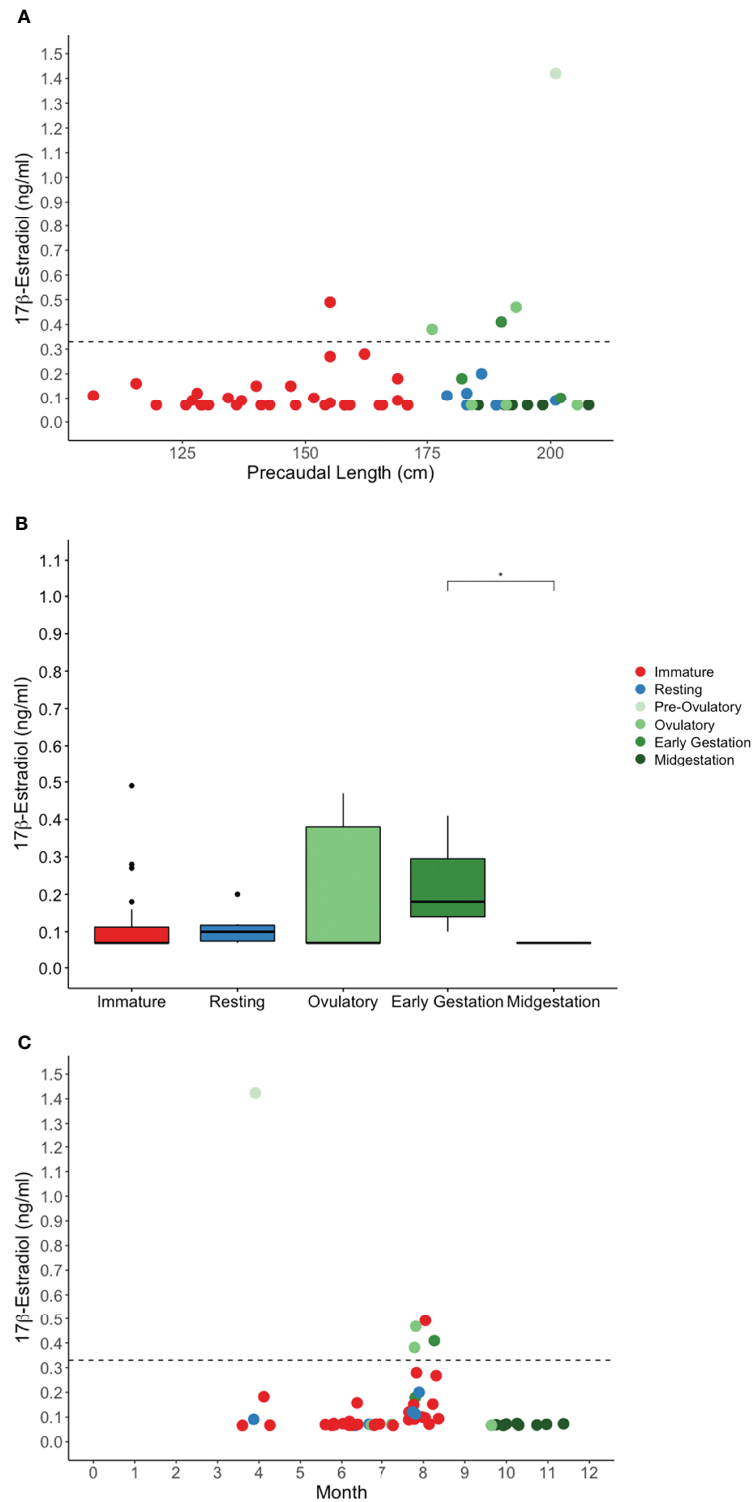 A
17β-Estradiol (ng/ml)
1.5
1.4
1.3
1.2
1.1
1.0
0.9
0.8
0.7
0.6
0.5
0.4
0.3
0.2
0.1
0.0
125
150
175
200
Precaudal Length (cm)
B
17β-Estradiol (ng/ml)
1.1
1.0
0.9
0.8
0.7
0.6
0.5
0.4
0.3
0.2
0.1
0.0
*
Immature
Resting
Ovulatory
Early Gestation
Midgestation
Immature
Resting
Pre-Ovulatory
Ovulatory
Early Gestation
Midgestation
C
17β-Estradiol (ng/ml)
1.5
1.4
1.3
1.2
1.1
1.0
0.9
0.8
0.7
0.6
0.5
0.4
0.3
0.2
0.1
0.0
0 1 2 3 4 5 6 7 8 9 10 11 12
Month